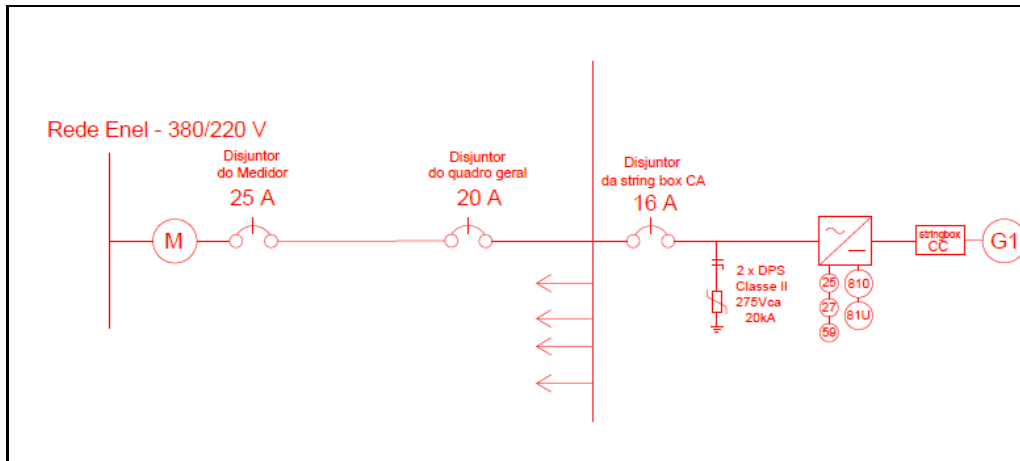 Rede Enel - 380/220 V
Disjuntor
do Medidor
25 A
Disjuntor
do quadro geral
20 A
Disjuntor
da string box CA
16 A
M
2 x DPS
Classe II
275Vca
20kA
25
27
59
81O
81U
stringbox
CC
G1